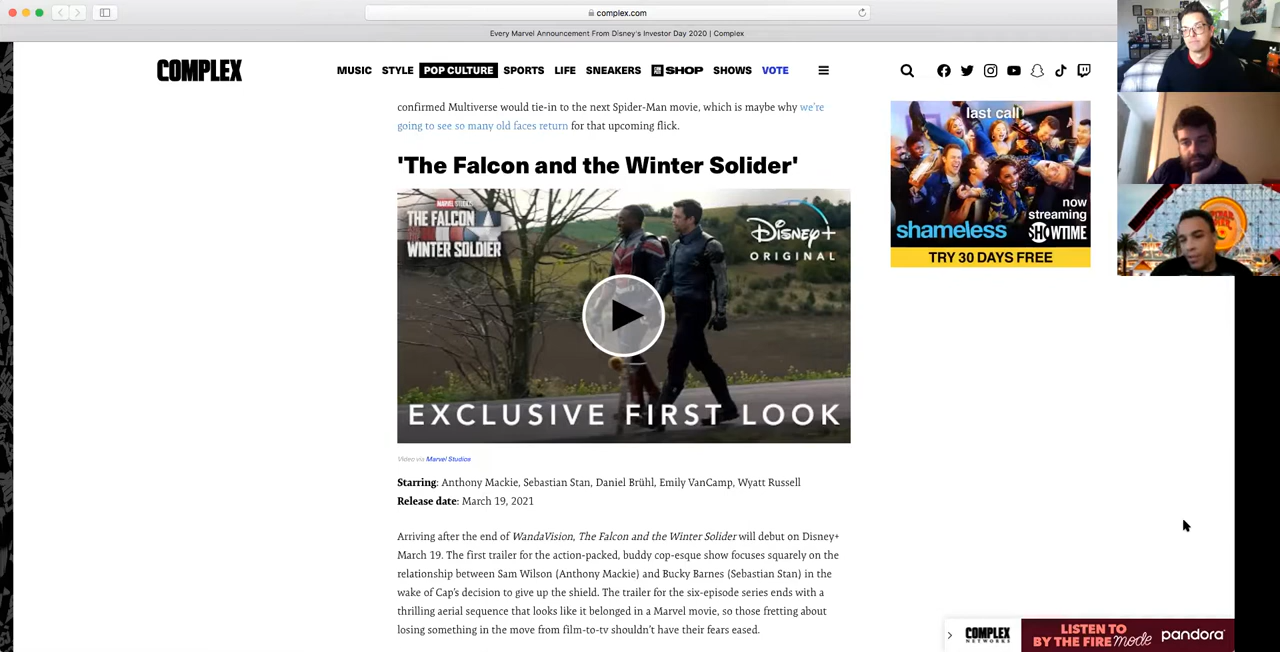 complex.com
Every Marvel Announcement From Disney's Investor Day 2020 | Complex
COMPLEX
MUSIC STYLE POP CULTURE SPORTS LIFE SNEAKERS SHOP SHOWS VOTE
confirmed Multiverse would tie-in to the next Spider-Man movie, which is maybe why we're
going to see so many old faces return for that upcoming flick.
'The Falcon and the Winter Solider'
MARVEL STUDIOS
THE FALCON
WINTER SOLDIER
Disney+
ORIGINAL
EXCLUSIVE FIRST LOOK
Video via Marvel Studios
Starring: Anthony Mackie, Sebastian Stan, Daniel Brühl, Emily VanCamp, Wyatt Russell
Release date: March 19, 2021
Arriving after the end of WandaVision, The Falcon and the Winter Solider will debut on Disney+
March 19. The first trailer for the action-packed, buddy cop-esque show focuses squarely on the
relationship between Sam Wilson (Anthony Mackie) and Bucky Barnes (Sebastian Stan) in the
wake of Cap's decision to give up the shield. The trailer for the six-episode series ends with a
thrilling aerial sequence that looks like it belonged in a Marvel movie, so those fretting about
losing something in the move from film-to-tv shouldn't have their fears eased.
last call
now
streaming
shameless SHOWTIME
TRY 30 DAYS FREE
COMPLEX
NETWORKS
LISTEN TO
BY THE FIRE mode
pandora